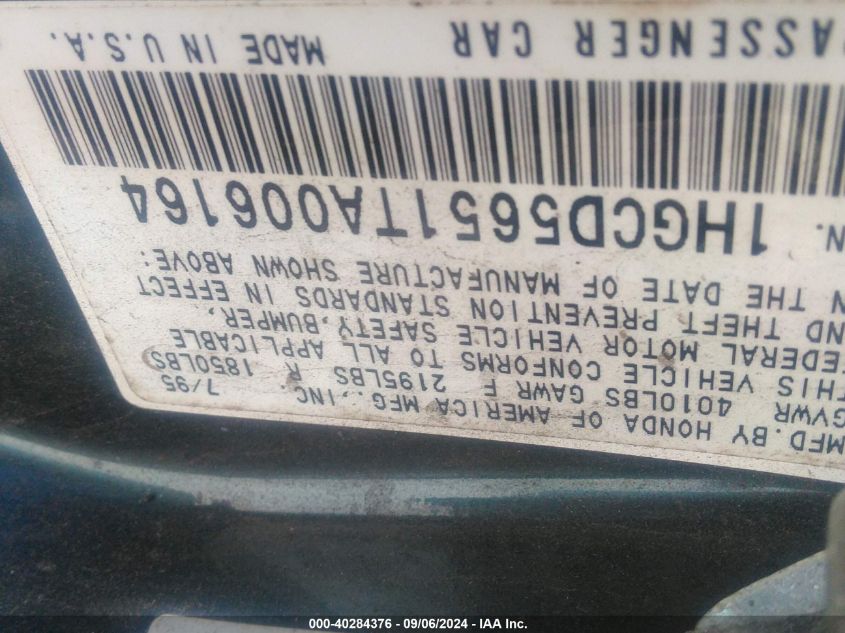 MFD.BY HONDA OF AMERICA MFG.,INC. 7/95
GVWR 4010LBS GAWR F 2195LBS R 1850LBS
THIS VEHICLE CONFORMS TO ALL APPLICABLE
FEDERAL MOTOR VEHICLE SAFETY,BUMPER,
ND THEFT PREVENTION STANDARDS IN EFFECT
N THE DATE OF MANUFACTURE SHOWN ABOVE:
N. 1HGCD5651TA006164
PASSENGER CAR MADE IN U.S.A.
000-40284376 - 09/06/2024 - IAA Inc.